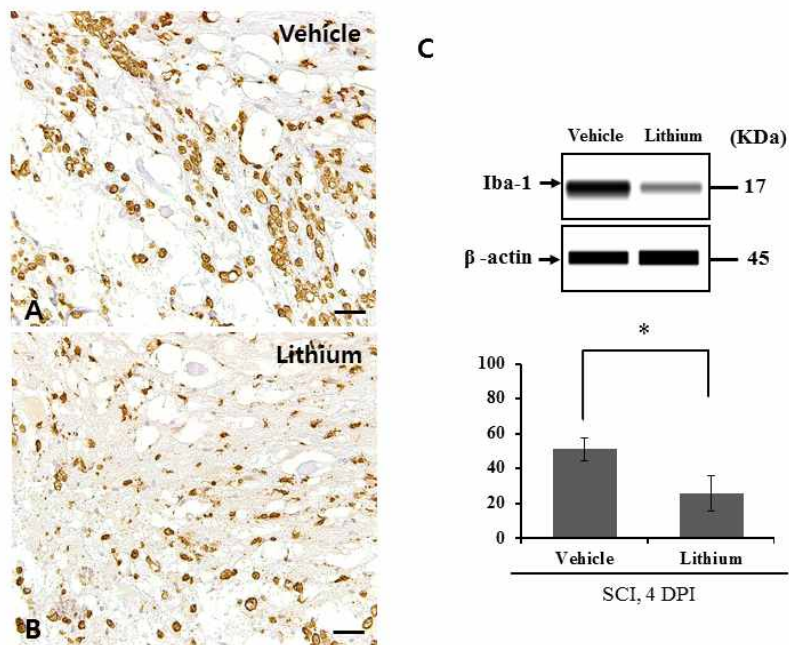 Vehicle
A
Lithium
B
C
Vehicle Lithium (KDa)
Iba-1 17
β -actin 45
*
100
80
60
40
20
0
Vehicle Lithium
SCI, 4 DPI